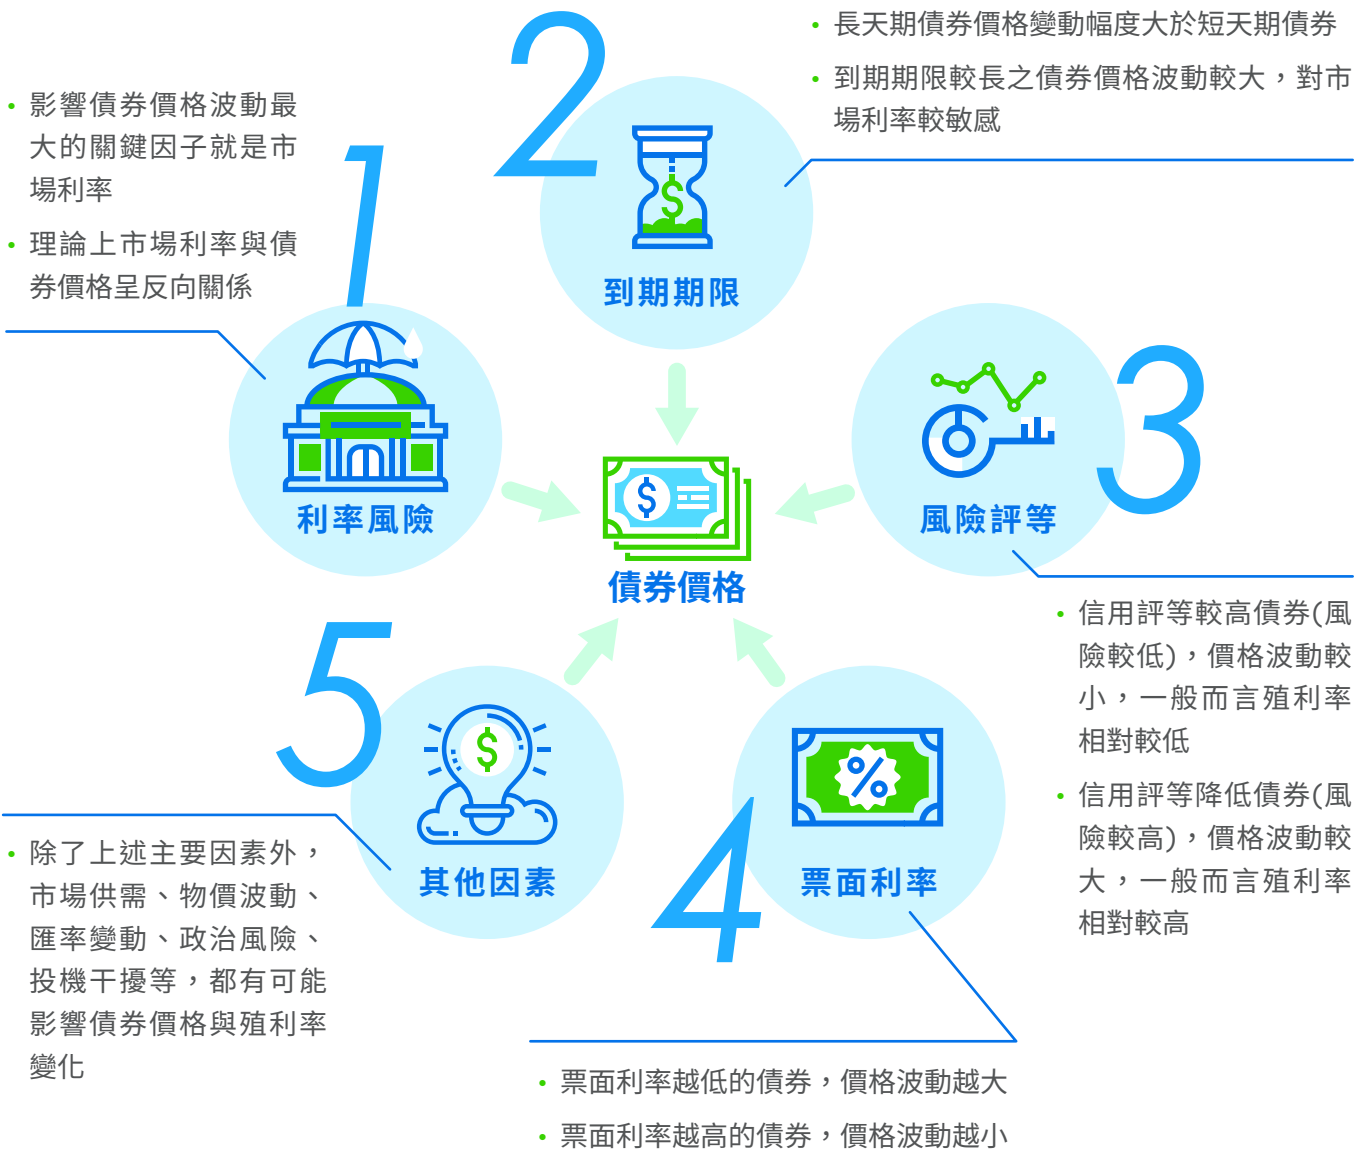 1
• 影響債券價格波動最
大的關鍵因子就是市
場利率
• 理論上市場利率與債
券價格呈反向關係
利率風險
2
• 長天期債券價格變動幅度大於短天期債券
• 到期期限較長之債券價格波動較大，對市
場利率較敏感
到期期限
3
風險評等
• 信用評等較高債券(風
險較低)，價格波動較
小，一般而言殖利率
相對較低
• 信用評等降低債券(風
險較高)，價格波動較
大，一般而言殖利率
相對較高
$
$
債券價格
4
%
票面利率
• 票面利率越低的債券，價格波動越大
• 票面利率越高的債券，價格波動越小
5
$
其他因素
• 除了上述主要因素外，
市場供需、物價波動、
匯率變動、政治風險、
投機干擾等，都有可能
影響債券價格與殖利率
變化